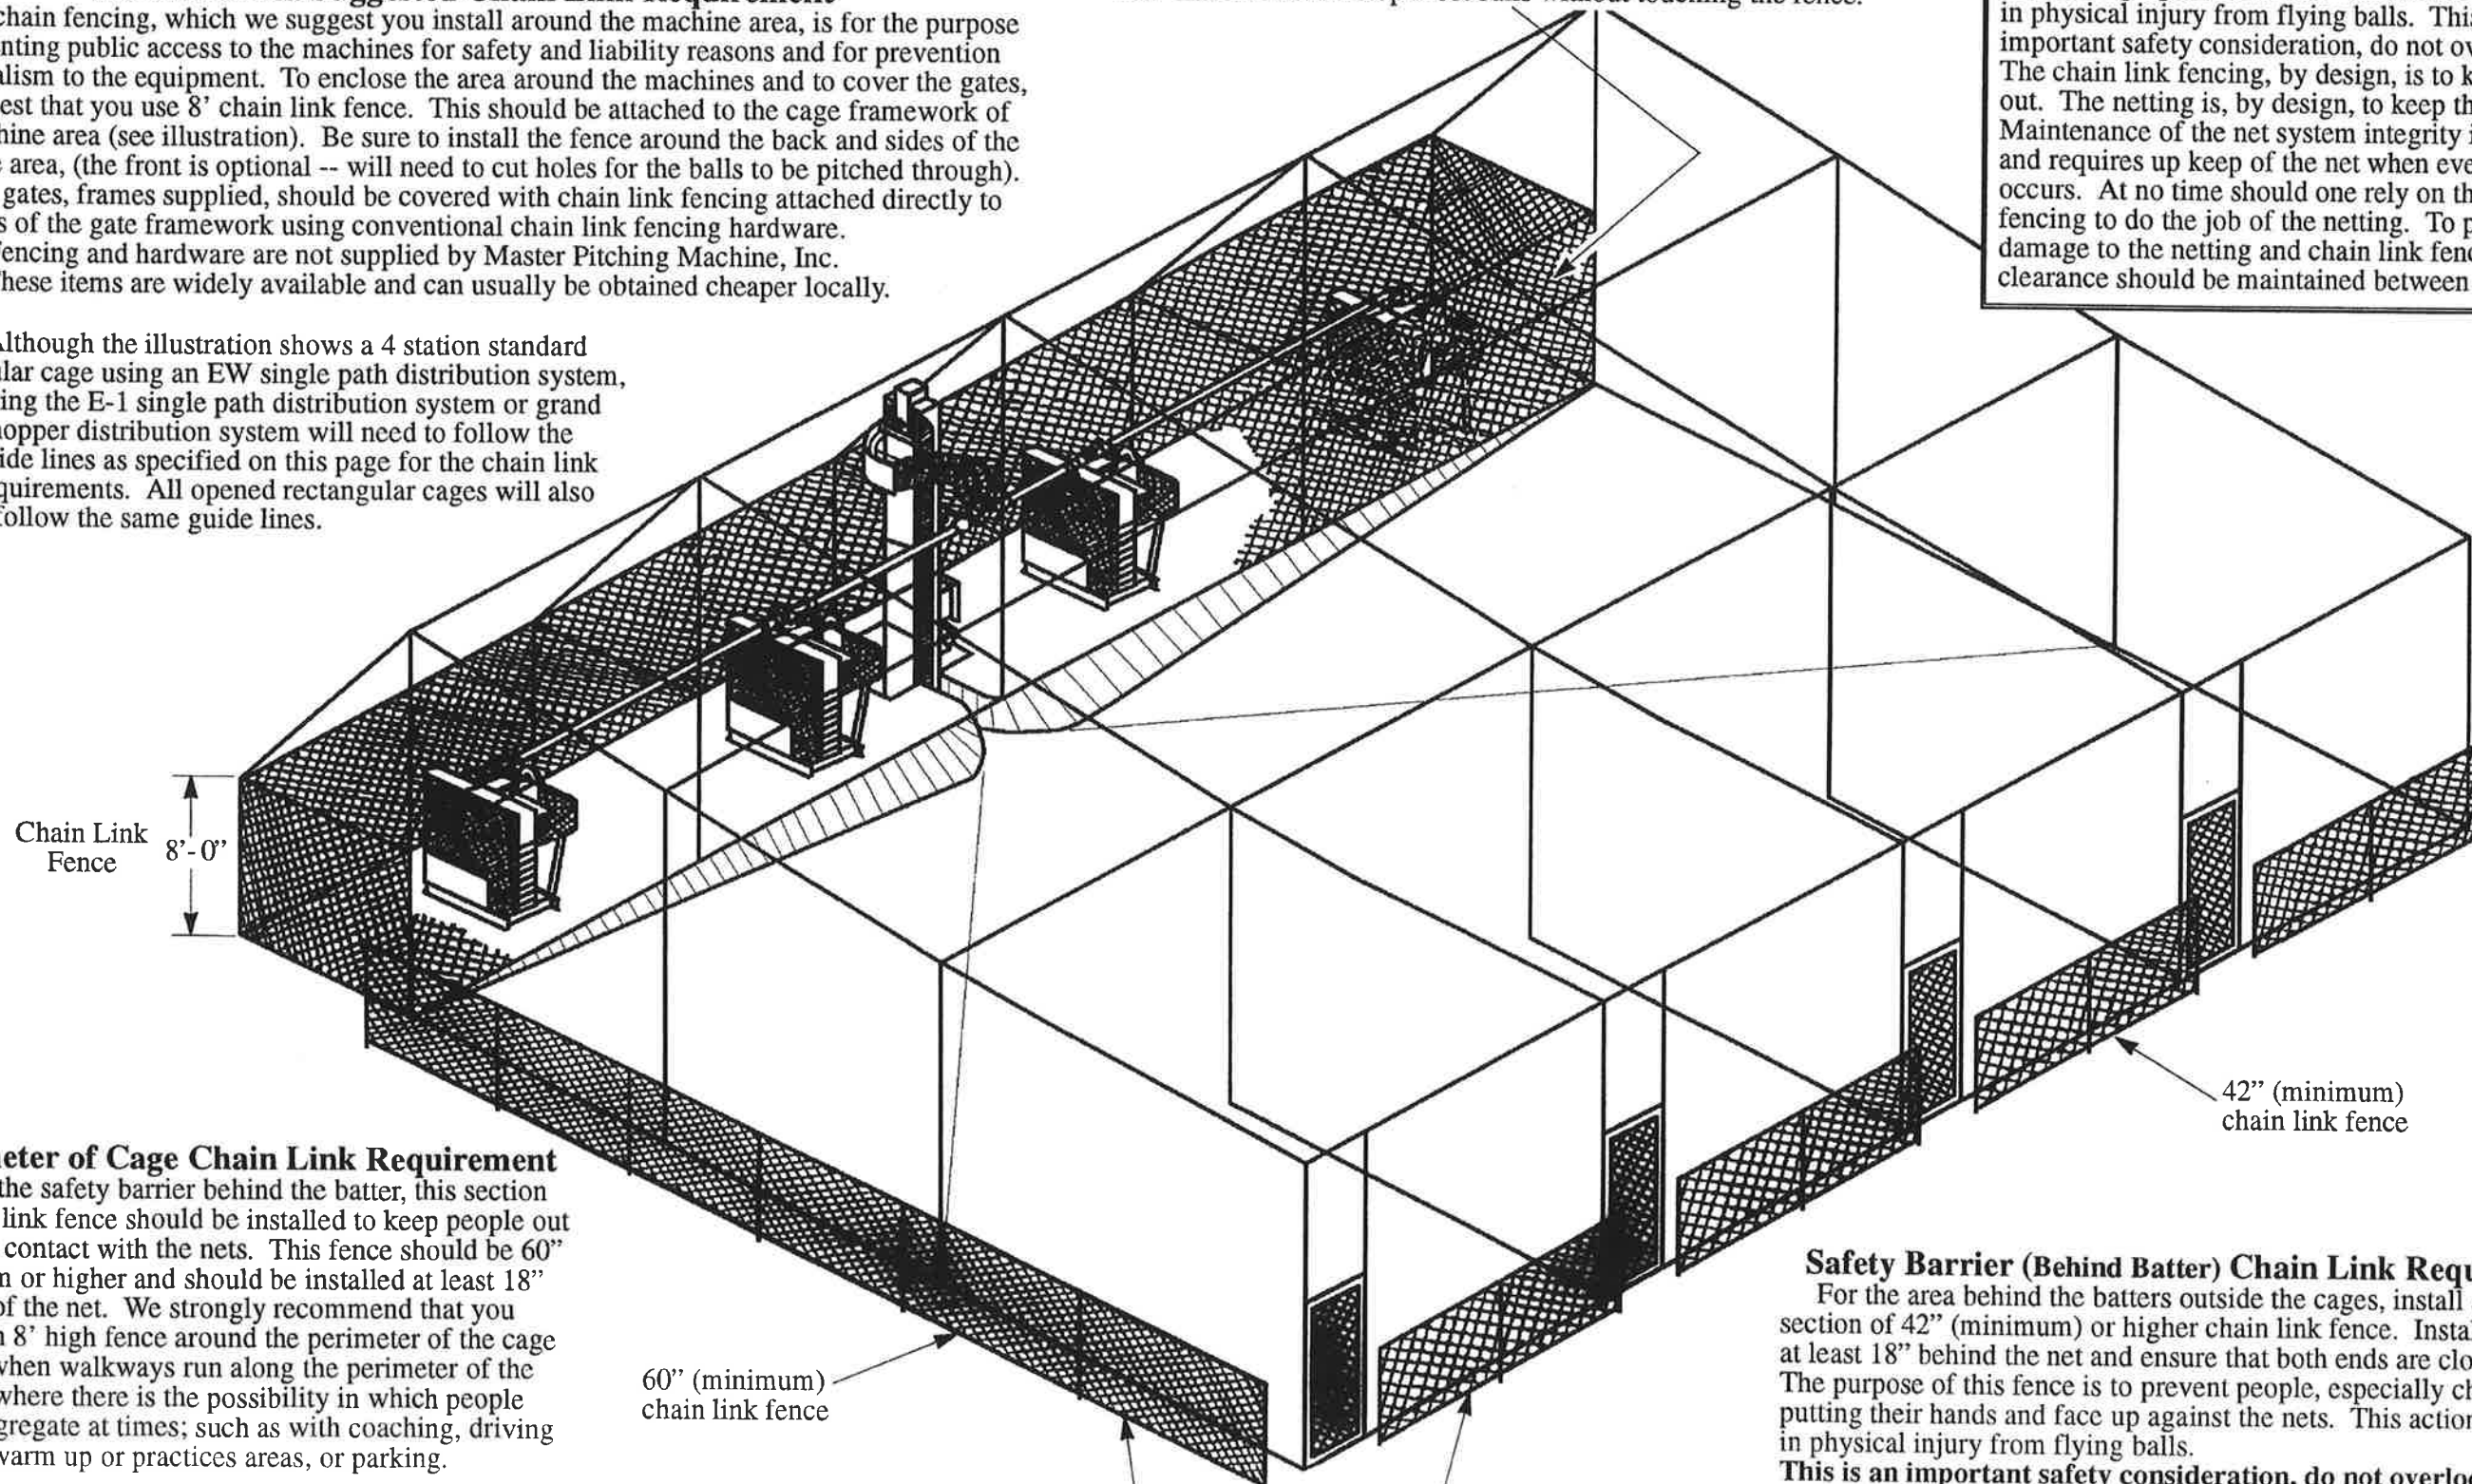 chain fencing, which we suggest you install around the machine area, is for the purpose
nting public access to the machines for safety and liability reasons and for prevention
alism to the equipment. To enclose the area around the machines and to cover the gates,
est that you use 8' chain link fence. This should be attached to the cage framework of
hine area (see illustration). Be sure to install the fence around the back and sides of the
area, (the front is optional -- will need to cut holes for the balls to be pitched through).
gates, frames supplied, should be covered with chain link fencing attached directly to
s of the gate framework using conventional chain link fencing hardware.
encing and hardware are not supplied by Master Pitching Machine, Inc.
hese items are widely available and can usually be obtained cheaper locally.
lthough the illustration shows a 4 station standard
lar cage using an EW single path distribution system,
ing the E-1 single path distribution system or grand
opper distribution system will need to follow the
ide lines as specified on this page for the chain link
quirements. All opened rectangular cages will also
follow the same guide lines.
without touching the fence.
in physical injury from flying balls. This
important safety consideration, do not ov
The chain link fencing, by design, is to k
out. The netting is, by design, to keep th
Maintenance of the net system integrity i
and requires up keep of the net when eve
occurs. At no time should one rely on th
fencing to do the job of the netting. To p
damage to the netting and chain link fenc
clearance should be maintained between
Chain Link
Fence
8'-0"
42" (minimum)
chain link fence
eter of Cage Chain Link Requirement
the safety barrier behind the batter, this section
link fence should be installed to keep people out
contact with the nets. This fence should be 60"
n or higher and should be installed at least 18"
of the net. We strongly recommend that you
n 8' high fence around the perimeter of the cage
when walkways run along the perimeter of the
where there is the possibility in which people
gregate at times; such as with coaching, driving
warm up or practices areas, or parking.
60" (minimum)
chain link fence
Safety Barrier (Behind Batter) Chain Link Requ
For the area behind the batters outside the cages, install
section of 42" (minimum) or higher chain link fence. Insta
at least 18" behind the net and ensure that both ends are clo
The purpose of this fence is to prevent people, especially ch
putting their hands and face up against the nets. This action
in physical injury from flying balls.
This is an important safety consideration, do not overloo